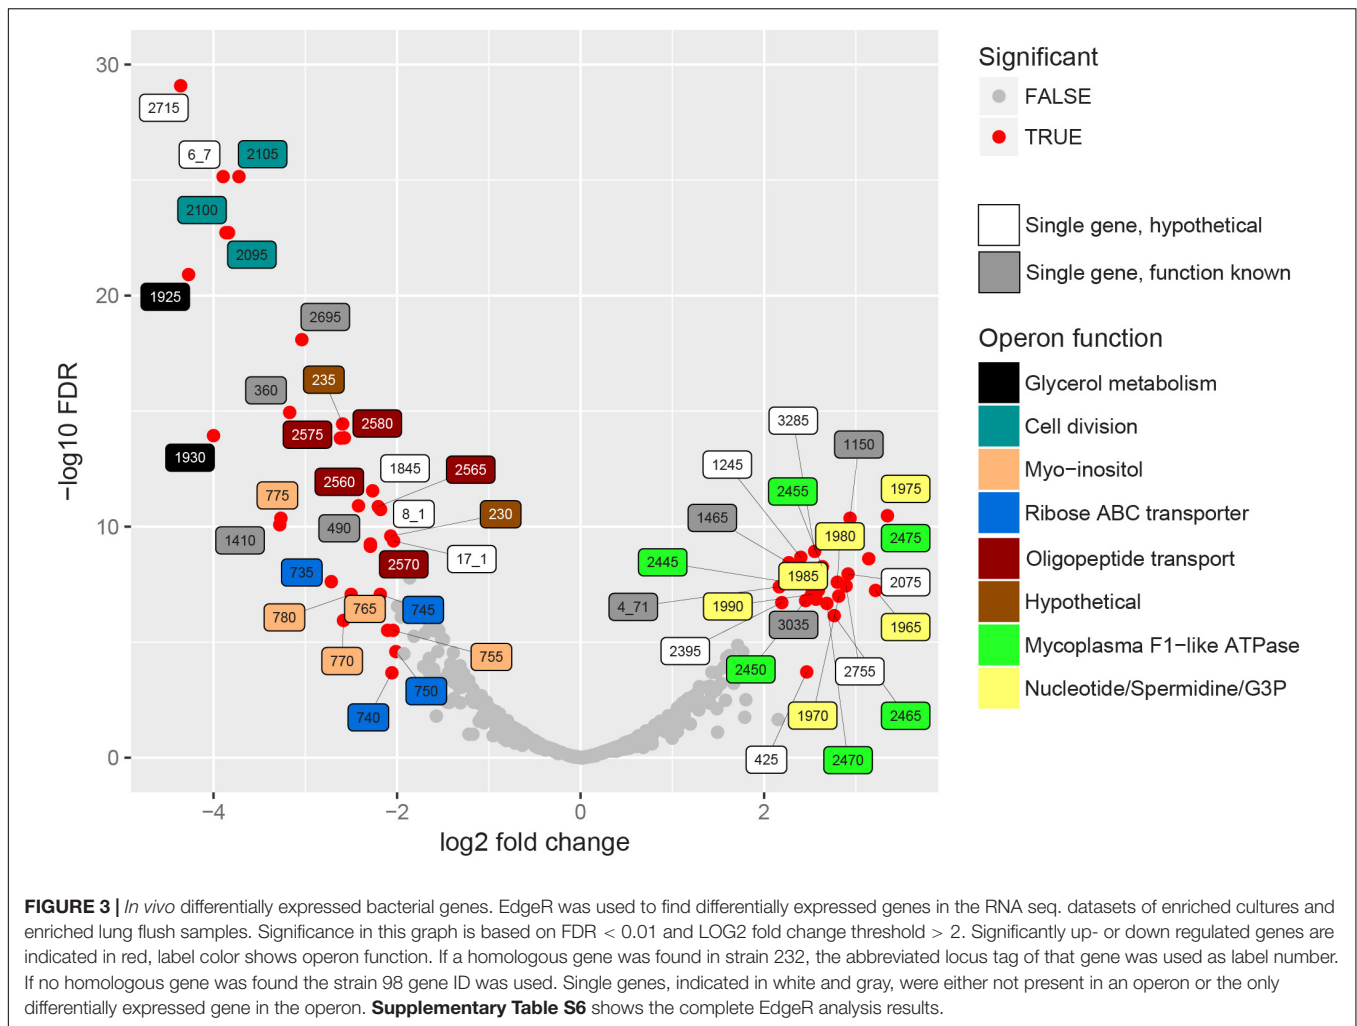 30
20
10
0
−log10 FDR
−4
−2
0
2
log2 fold change
2715
6_7
2105
2100
2095
1925
2695
360
235
2575
2580
1930
1845
2565
2560
775
8_1
230
1410
490
17_1
2570
735
780
765
745
770
755
750
740
3285
1245
1150
2455
1975
1465
1980
2475
2445
1985
2075
4_71
1990
1965
3035
2395
2450
2755
1970
2465
425
2470
Significant
FALSE
TRUE
Single gene, hypothetical
Single gene, function known
Operon function
Glycerol metabolism
Cell division
Myo−inositol
Ribose ABC transporter
Oligopeptide transport
Hypothetical
Mycoplasma F1−like ATPase
Nucleotide/Spermidine/G3P
FIGURE 3 | In vivo differentially expressed bacterial genes. EdgeR was used to find differentially expressed genes in the RNA seq. datasets of enriched cultures and
enriched lung flush samples. Significance in this graph is based on FDR < 0.01 and LOG2 fold change threshold > 2. Significantly up- or down regulated genes are
indicated in red, label color shows operon function. If a homologous gene was found in strain 232, the abbreviated locus tag of that gene was used as label number.
If no homologous gene was found the strain 98 gene ID was used. Single genes, indicated in white and gray, were either not present in an operon or the only
differentially expressed gene in the operon. Supplementary Table S6 shows the complete EdgeR analysis results.